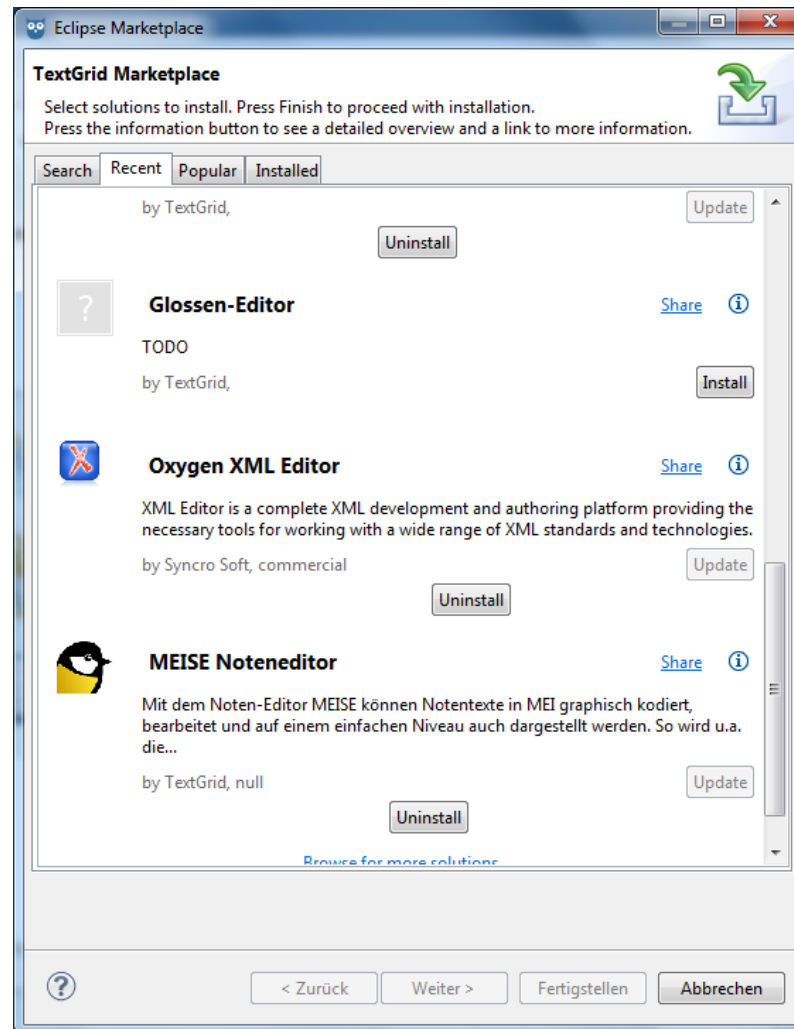 Eclipse Marketplace
TextGrid Marketplace
Select solutions to install. Press Finish to proceed with installation.
Press the information button to see a detailed overview and a link to more information.
Search Recent Popular Installed
by TextGrid, Update
Uninstall
? Glossen-Editor Share i
TODO
by TextGrid, Install
Oxygen XML Editor Share i
XML Editor is a complete XML development and authoring platform providing the
necessary tools for working with a wide range of XML standards and technologies.
by Syncro Soft, commercial Update
Uninstall
MEISE Noteneditor Share i
Mit dem Noten-Editor MEISE können Notentexte in MEI graphisch kodiert,
bearbeitet und auf einem einfachen Niveau auch dargestellt werden. So wird u.a.
die...
by TextGrid, null Update
Uninstall
Browse for more solutions
? < Zurück Weiter > Fertigstellen Abbrechen